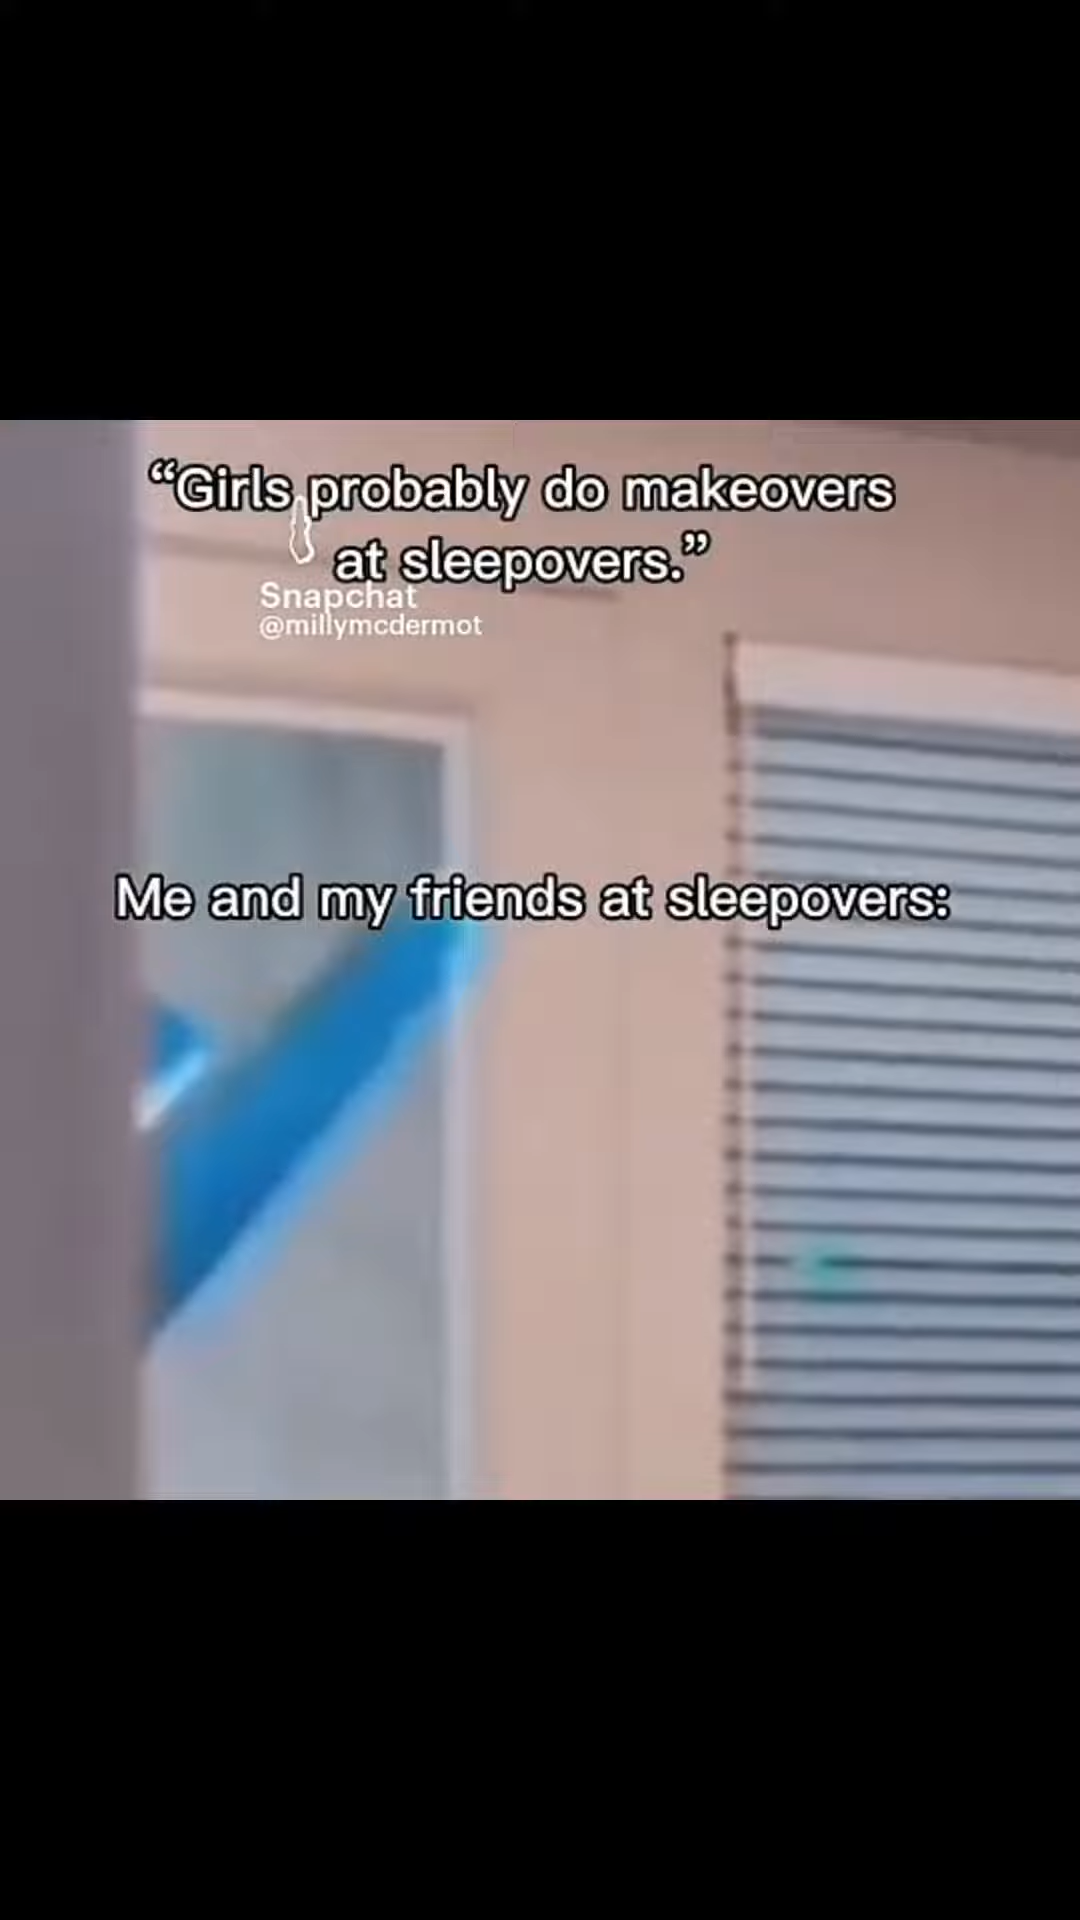 “Girls probably do makeovers
at sleepovers.”
Snapchat
@millymcdermot
Me and my friends at sleepovers: